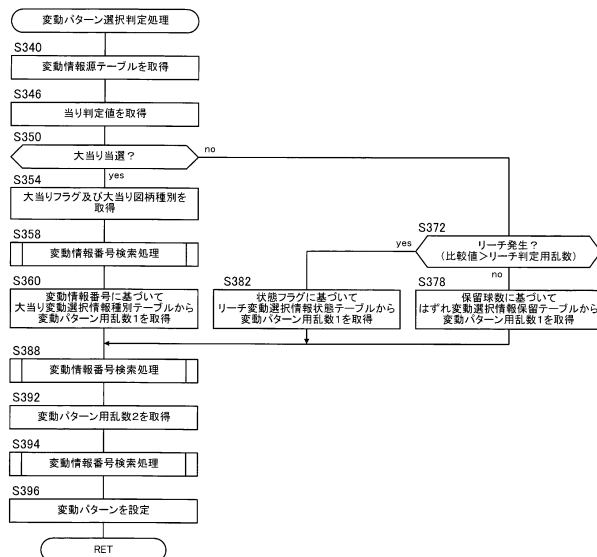 変動パターン選択判定処理
S340
変動情報源テーブルを取得
S346
当り判定値を取得
S350
大当り当選？
no
yes
S354
大当りフラグ及び大当り図柄種別を
取得
S358
変動情報番号検索処理
S360
変動情報番号に基づいて
大当り変動選択情報種別テーブルから
変動パターン用乱数1を取得
S372
リーチ発生？
(比較値＞リーチ判定用乱数)
yes
no
S382
状態フラグに基づいて
リーチ変動選択情報状態テーブルから
変動パターン用乱数1を取得
S378
保留球数に基づいて
はずれ変動選択情報保留テーブルから
変動パターン用乱数1を取得
S388
変動情報番号検索処理
S392
変動パターン用乱数2を取得
S394
変動情報番号検索処理
S396
変動パターンを設定
RET